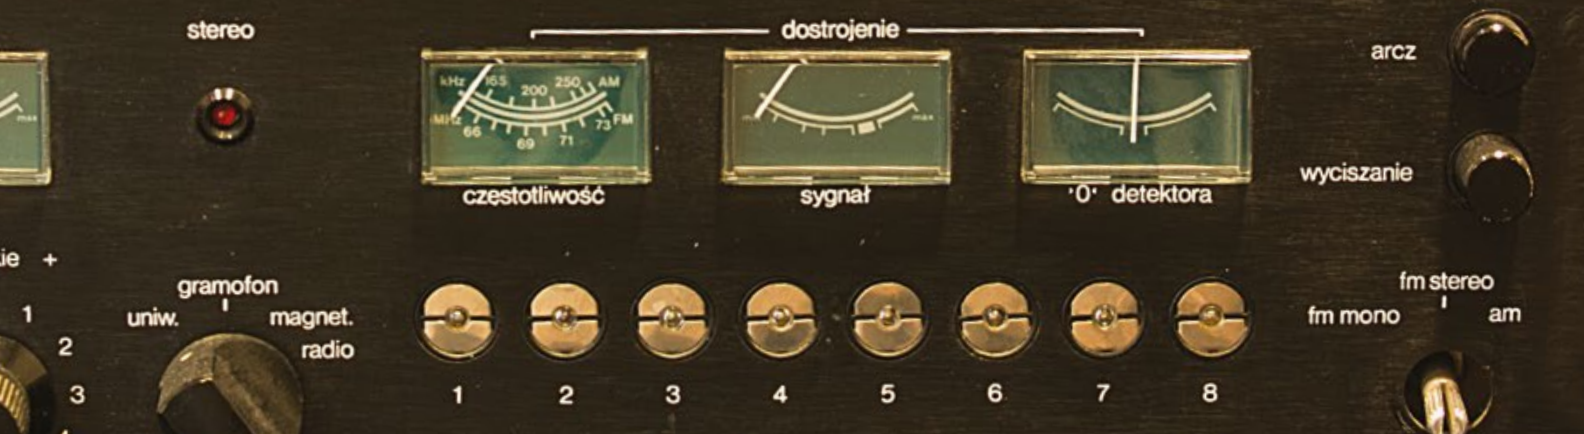 stereo
dostrojenie
arcz
kHz 165 200 250 AM
MHz 66 69 71 73 FM
max
max
częstotliwość
sygnał
'0' detektora
wyciszanie
+
gramofon
uniw.
magnet.
radio
1
2
3
1 2 3 4 5 6 7 8
fm stereo
fm mono
am